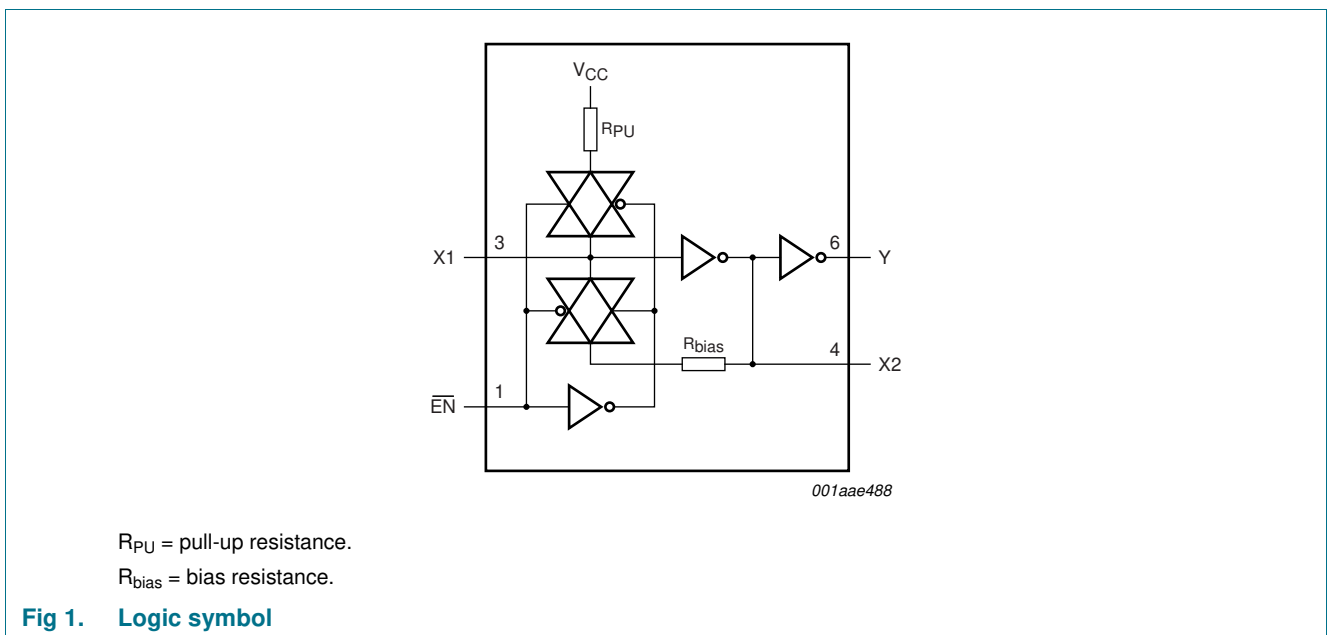 VCC
RPU
X1
3
6
Y
Rbias
4
X2
EN
1
001aae488
RPU = pull-up resistance.
Rbias = bias resistance.
Fig 1. Logic symbol